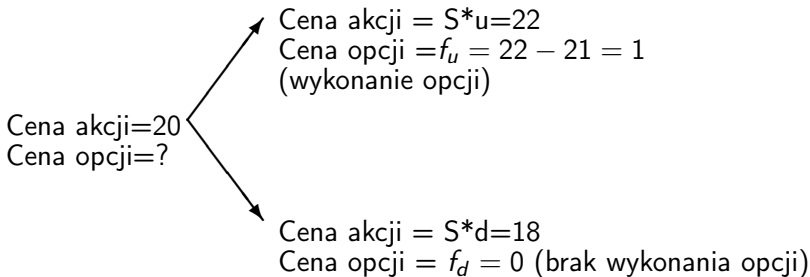 Cena akcji = S*u=22
Cena opcji =f_u = 22 − 21 = 1
(wykonanie opcji)
Cena akcji=20
Cena opcji=?
Cena akcji = S*d=18
Cena opcji = f_d = 0 (brak wykonania opcji)